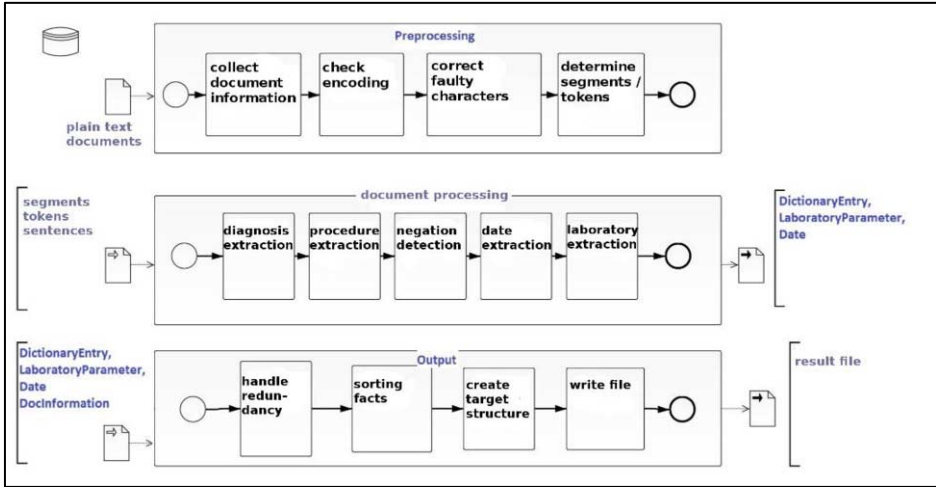 Preprocessing
collect
document
information
check
encoding
correct
faulty
characters
determine
segments /
tokens
plain text
documents
document processing
segments
tokens
sentences
diagnosis
extraction
procedure
extraction
negation
detection
date
extraction
laboratory
extraction
DictionaryEntry,
LaboratoryParameter,
Date
Output
DictionaryEntry,
LaboratoryParameter,
Date
DocInformation
handle
redun-
dancy
sorting
facts
create
target
structure
write file
result file